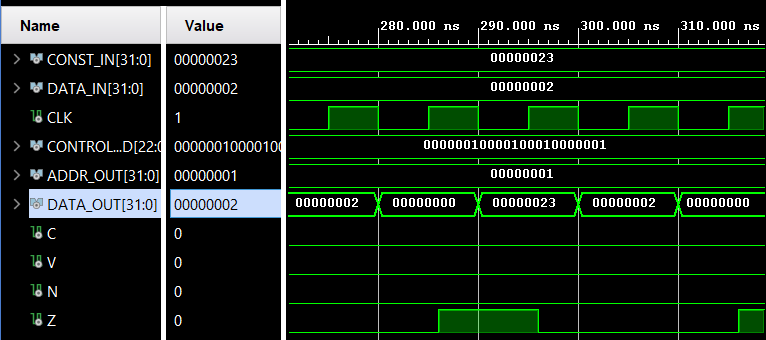 Name Value 280.000 ns 290.000 ns 300.000 ns 310.000 ns
CONST_IN[31:0] 00000023 00000023
DATA_IN[31:0] 00000002 00000002
CLK 1
CONTROL...D[22:0 00000010000100 00000010000100010000001
ADDR_OUT[31:0] 00000001 00000001
DATA_OUT[31:0] 00000002 00000002 00000000 00000023 00000002 00000000
C 0
V 0
N 0
Z 0